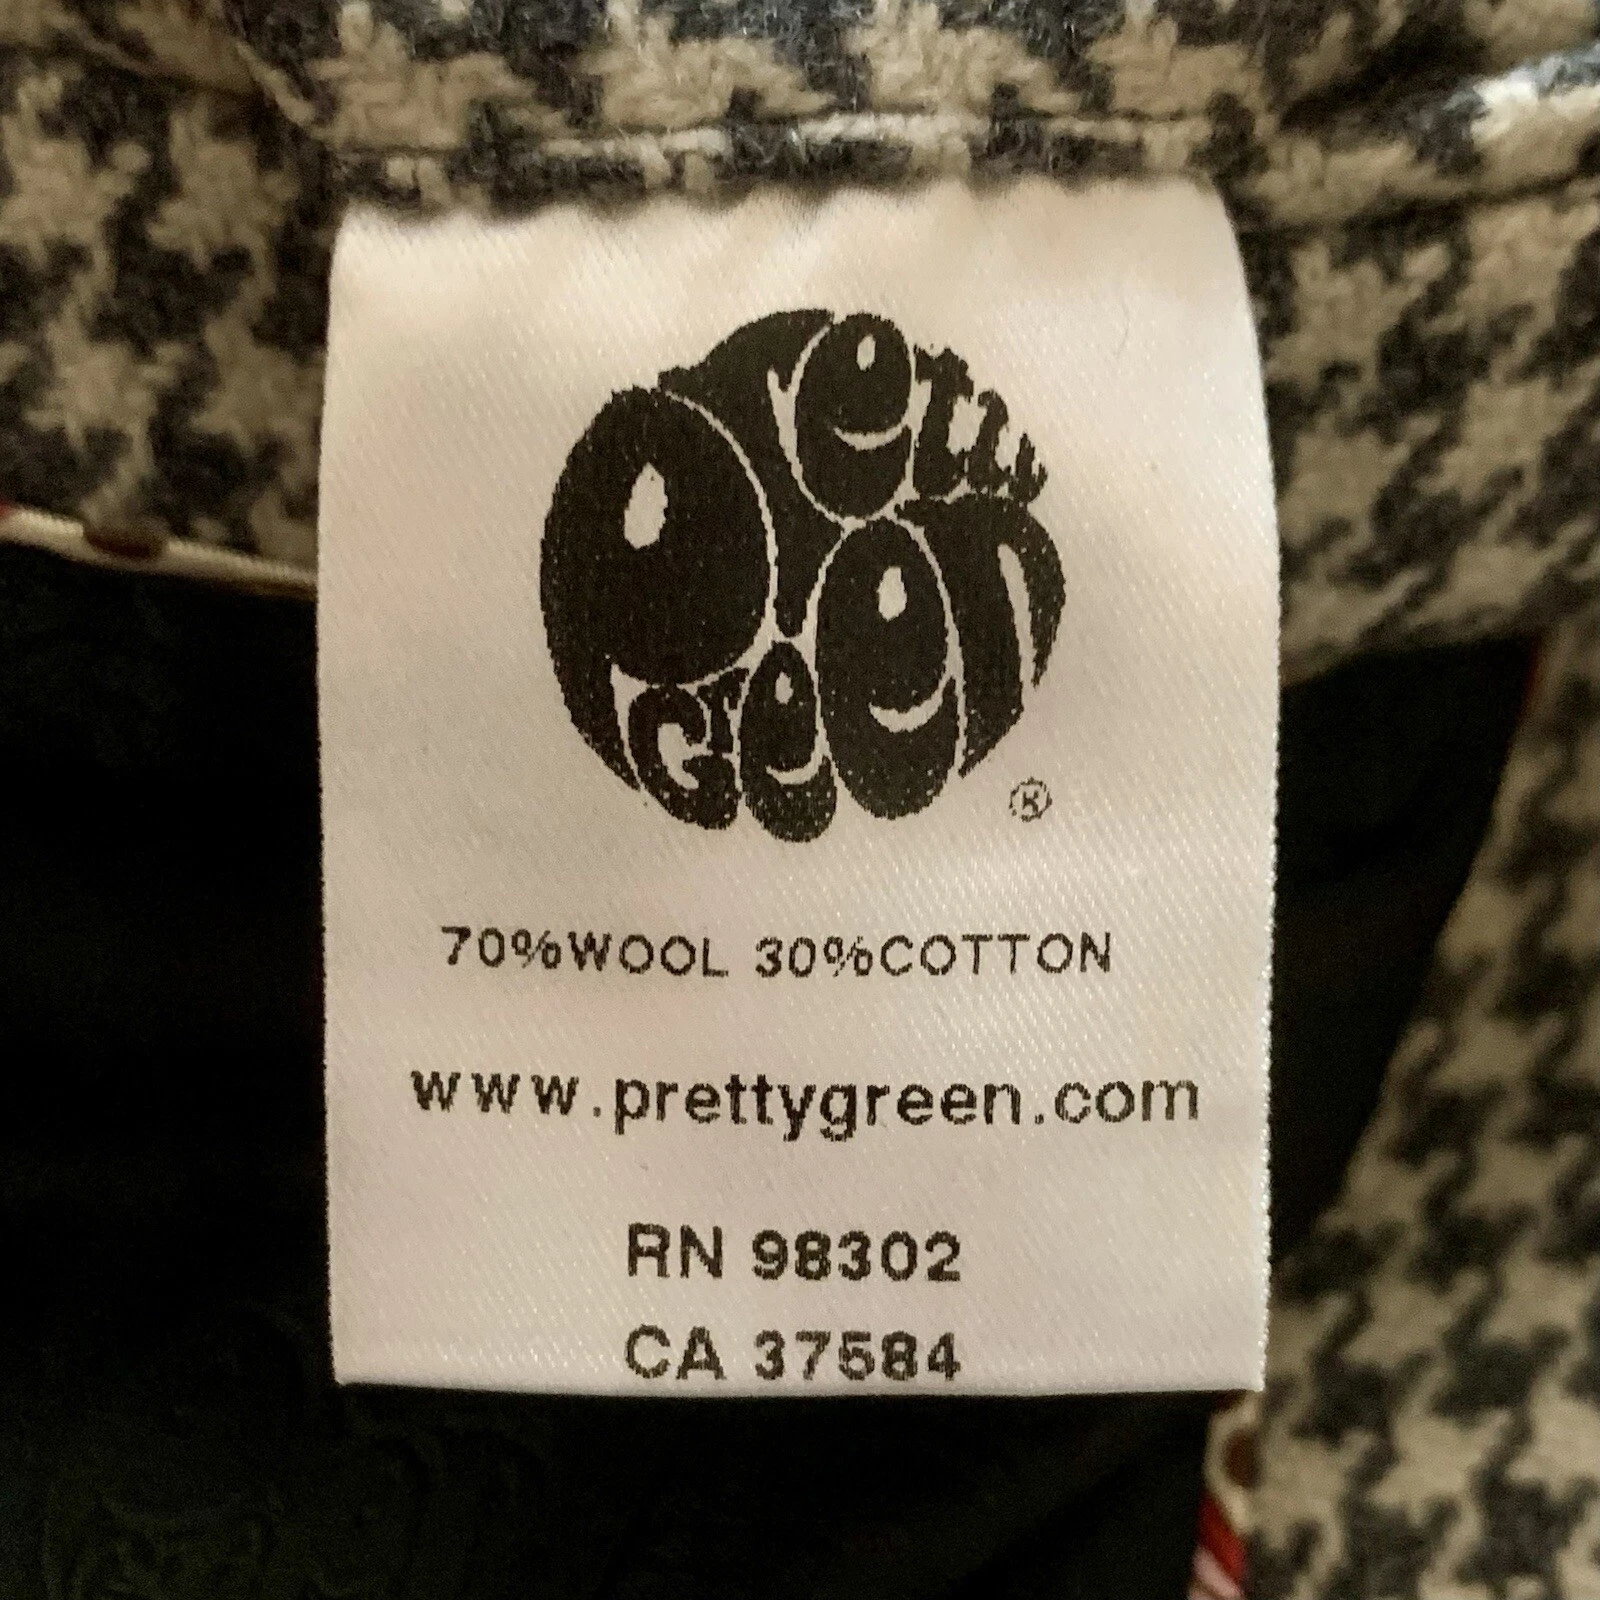 Pretty
Green
®
70%WOOL 30%COTTON
www.prettygreen.com
RN 98302
CA 37584